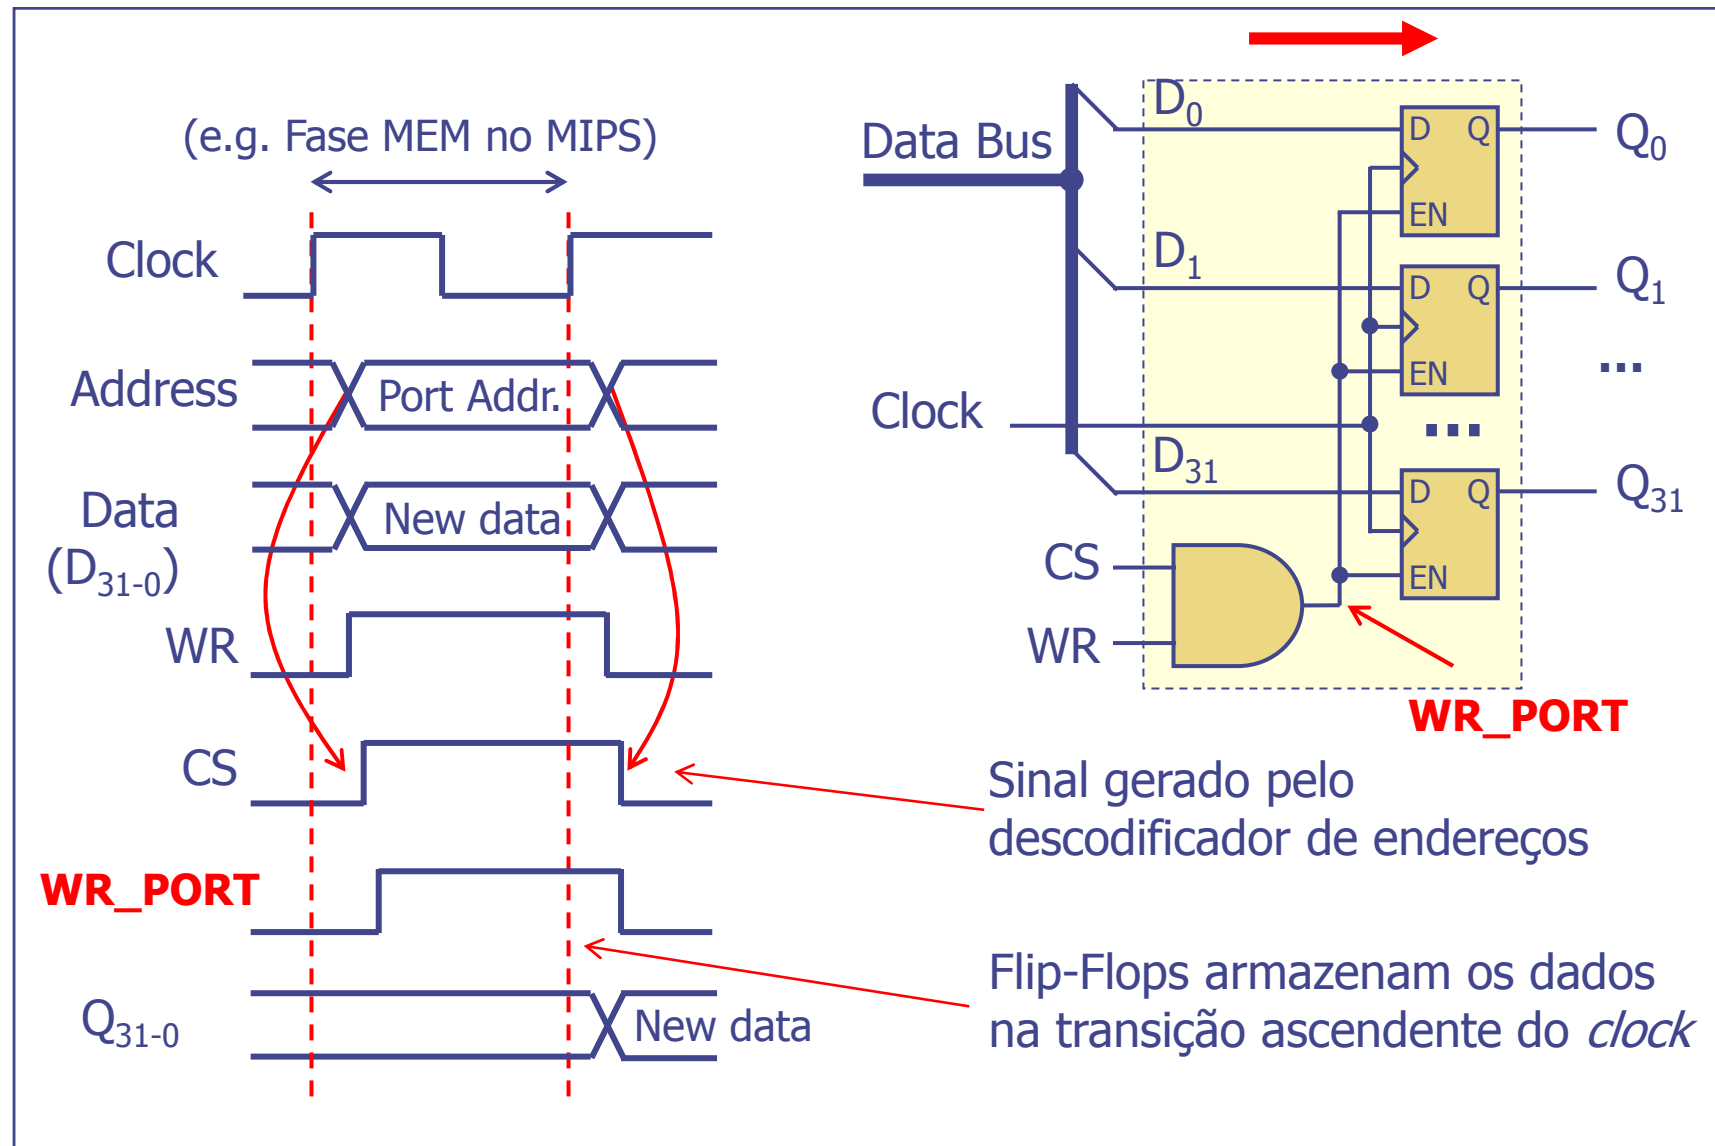 (e.g. Fase MEM no MIPS)
Clock
Address
Port Addr.
Data
(D31-0)
New data
WR
CS
WR_PORT
Q31-0
New data
Data Bus
D0
D Q
EN
Q0
D1
D Q
EN
Q1
...
Clock
...
D31
D Q
EN
Q31
CS
WR
WR_PORT
Sinal gerado pelo
descodificador de endereços
Flip-Flops armazenam os dados
na transição ascendente do clock